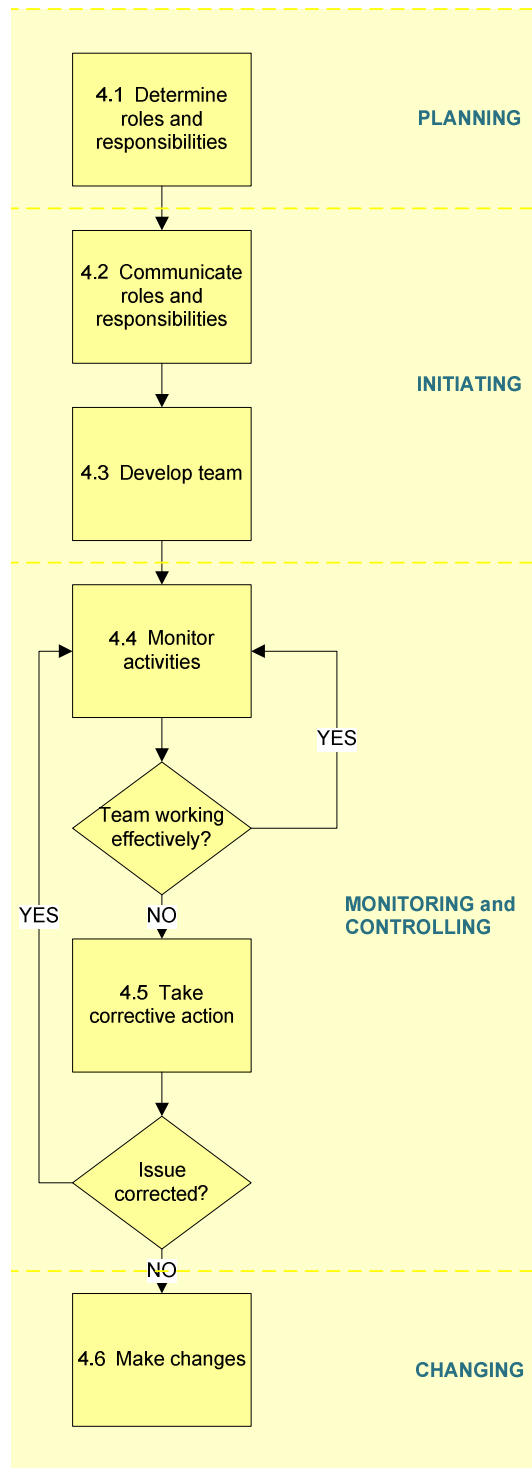 4.1 Determine
roles and
responsibilities
PLANNING
4.2 Communicate
roles and
responsibilities
INITIATING
4.3 Develop team
4.4 Monitor
activities
YES
Team working
effectively?
NO
YES
MONITORING and
CONTROLLING
4.5 Take
corrective action
Issue
corrected?
NO
4.6 Make changes
CHANGING